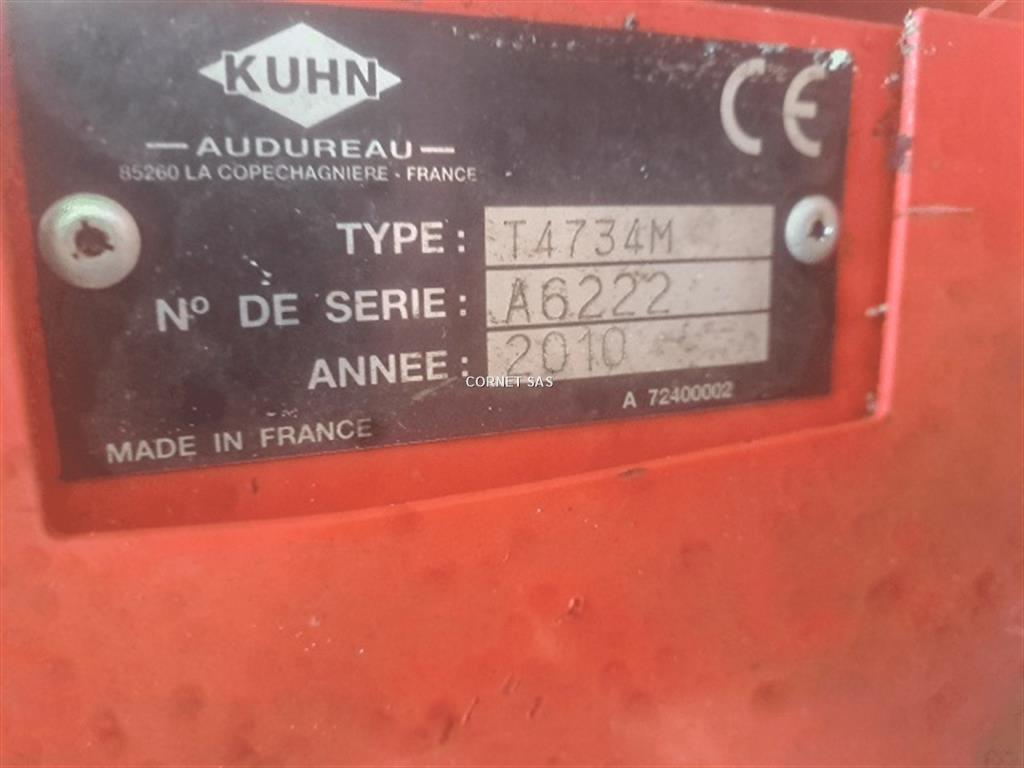 KUHN
CE
AUDUREAU
85260 LA COPECHAGNIERE - FRANCE
TYPE: T4734M
Nº DE SERIE: A6222
ANNEE: 2010
CORNET SAS
A 72400002
MADE IN FRANCE